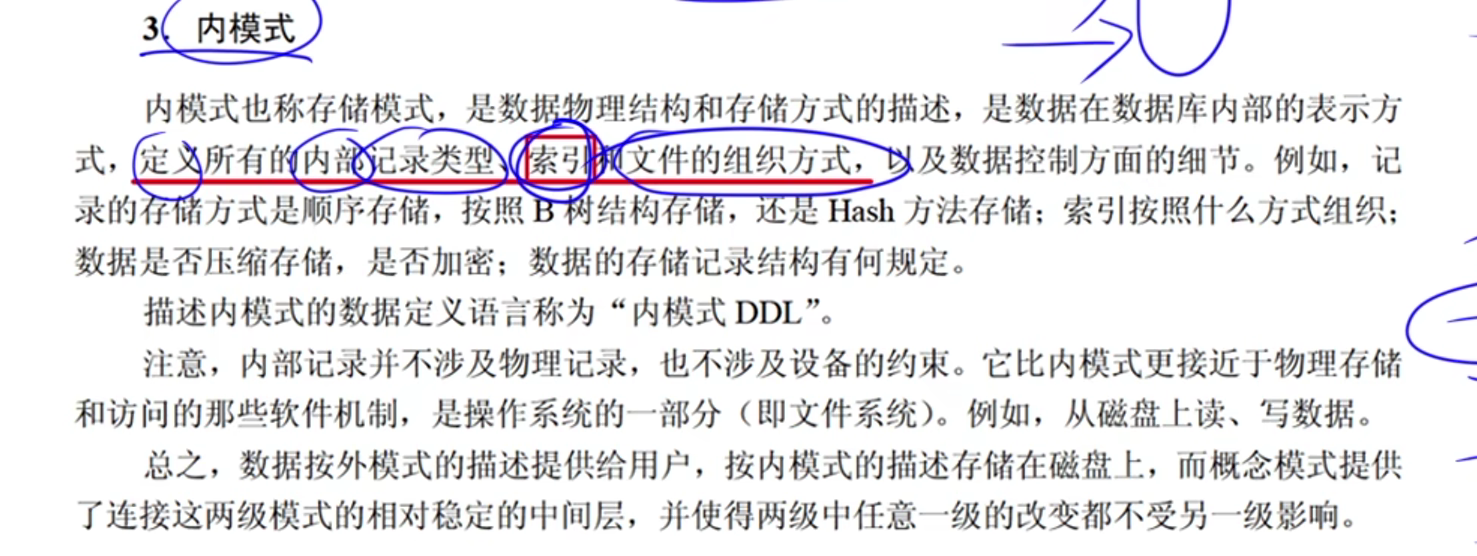 3．内模式
内模式也称存储模式，是数据物理结构和存储方式的描述，是数据在数据库内部的表示方
式，定义所有的内部记录类型、索引和文件的组织方式，以及数据控制方面的细节。例如，记
录的存储方式是顺序存储，按照 B 树结构存储，还是 Hash 方法存储；索引按照什么方式组织；
数据是否压缩存储，是否加密；数据的存储记录结构有何规定。
描述内模式的数据定义语言称为“内模式 DDL”。
注意，内部记录并不涉及物理记录，也不涉及设备的约束。它比内模式更接近于物理存储
和访问的那些软件机制，是操作系统的一部分（即文件系统）。例如，从磁盘上读、写数据。
总之，数据按外模式的描述提供给用户，按内模式的描述存储在磁盘上，而概念模式提供
了连接这两级模式的相对稳定的中间层，并使得两级中任意一级的改变都不受另一级影响。